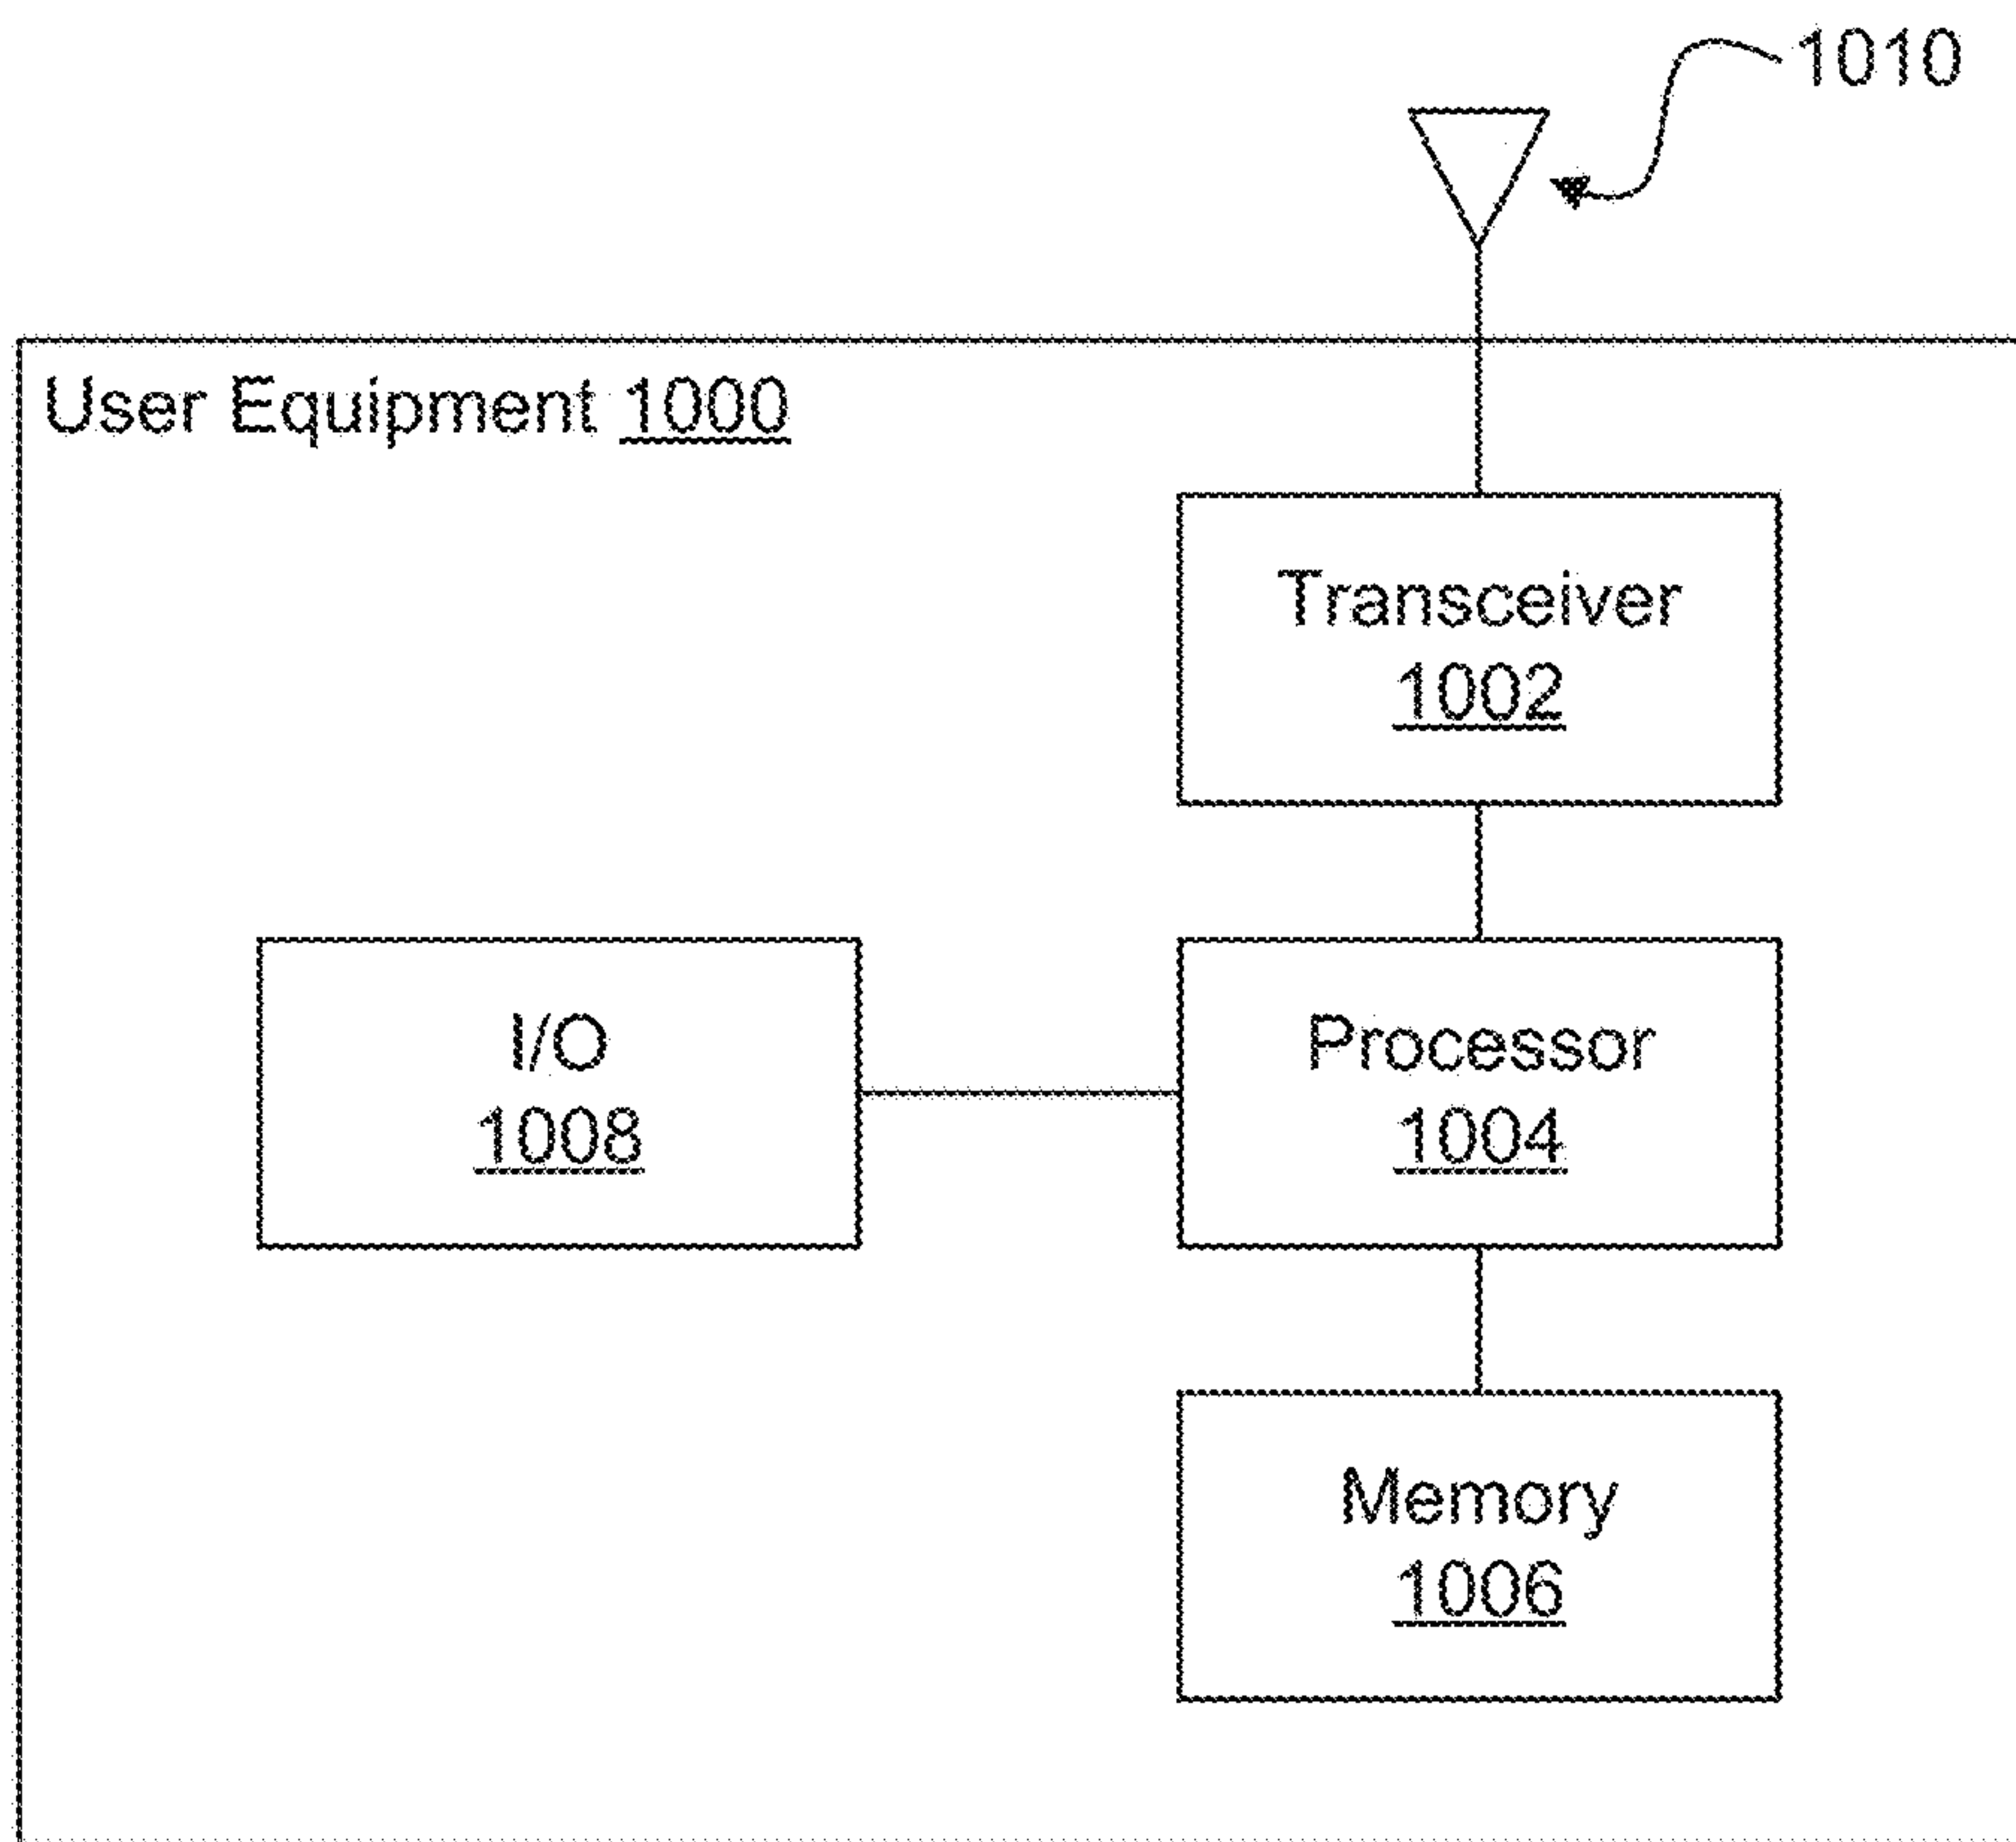 1010
User Equipment 1000
Transceiver
1002
I/O
1008
Processor
1004
Memory
1006